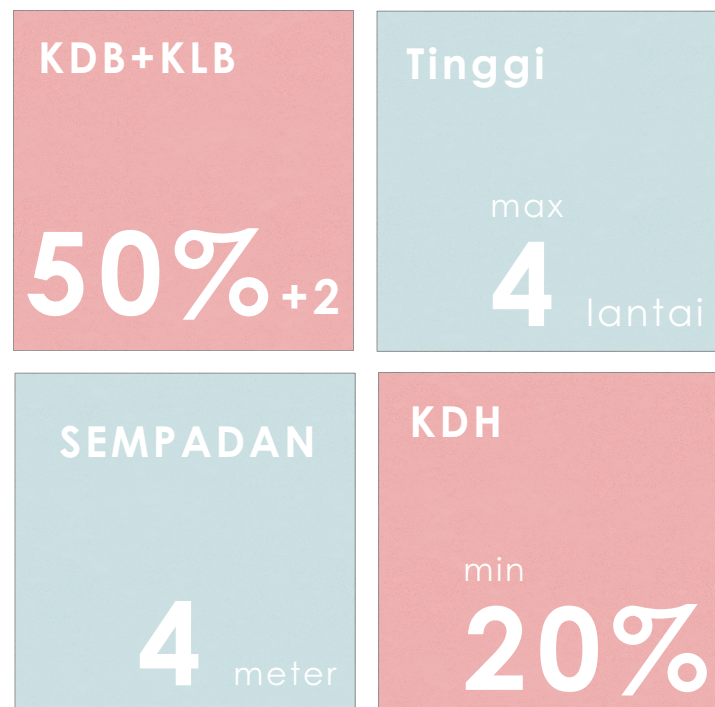 KDB+KLB
50%+2
Tinggi
max
4 lantai
SEMPADAN
4 meter
KDH
min
20%